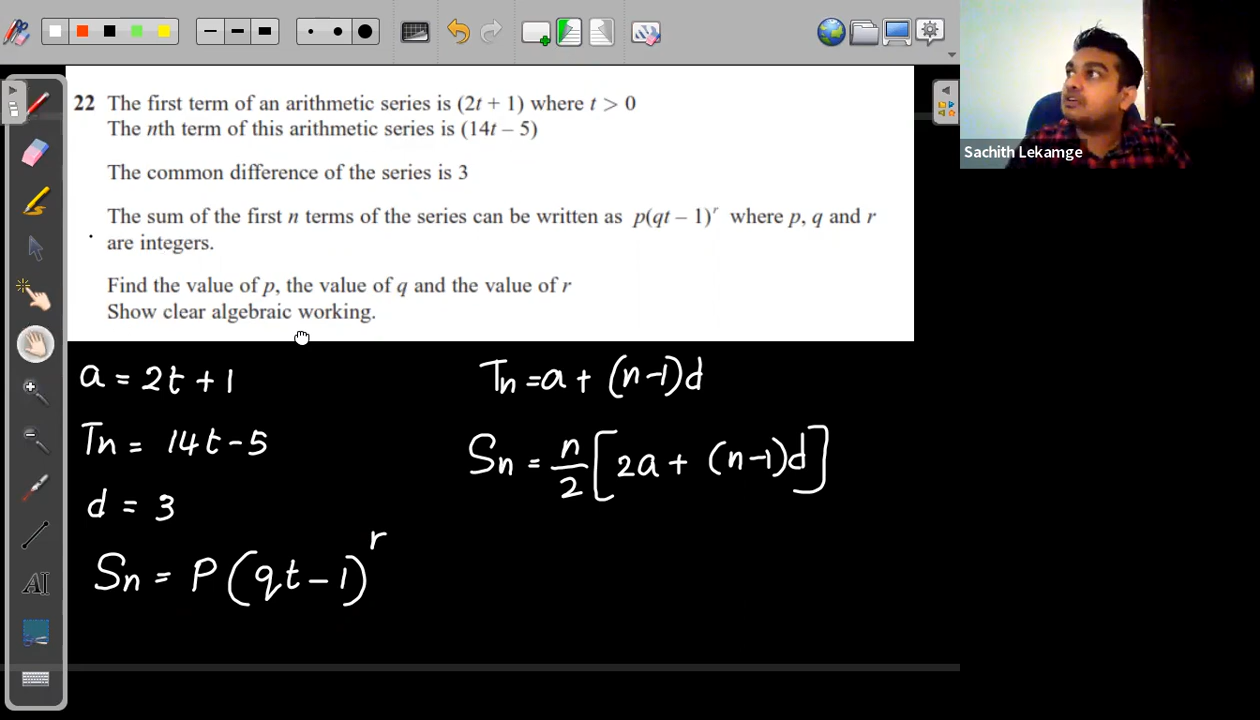 22 The first term of an arithmetic series is (2t + 1) where t > 0
The nth term of this arithmetic series is (14t – 5)
The common difference of the series is 3
The sum of the first n terms of the series can be written as p(qt – 1)^r where p, q and r
are integers.
Find the value of p, the value of q and the value of r
Show clear algebraic working.
Sachith Lekamge
a = 2t + 1
Tn = 14t – 5
d = 3
Sn = P(qt – 1)^r
Tn = a + (n–1)d
Sn = n/2 [2a + (n–1)d]
AI